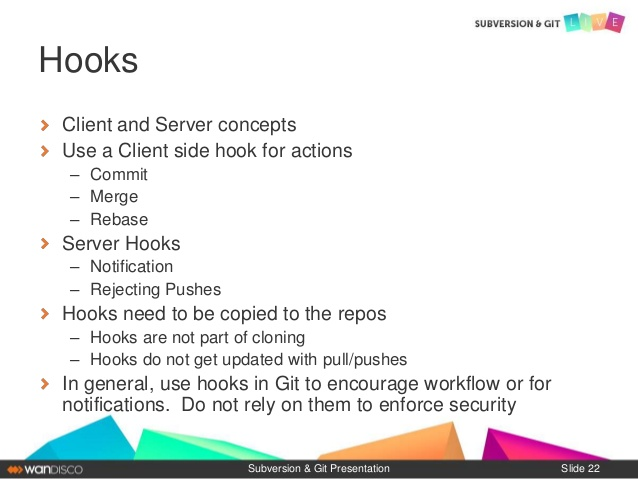 SUBVERSION & GIT LIVE
Hooks
Client and Server concepts
Use a Client side hook for actions
– Commit
– Merge
– Rebase
Server Hooks
– Notification
– Rejecting Pushes
Hooks need to be copied to the repos
– Hooks are not part of cloning
– Hooks do not get updated with pull/pushes
In general, use hooks in Git to encourage workflow or for
notifications.  Do not rely on them to enforce security
WANDISCO
Subversion & Git Presentation
Slide 22